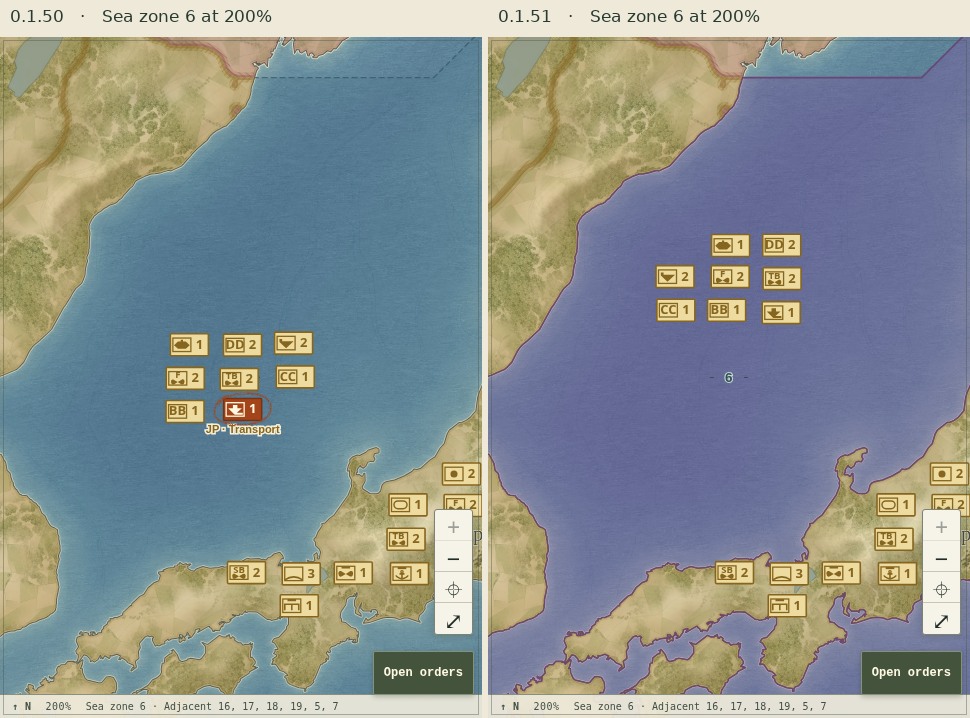 0.1.50 · Sea zone 6 at 200%
1
DD 2
2
F 2
TB 2
CC 1
BB 1
1
JP · Transport
2
1
F 2
TB 2
SB 2
3
1
1
1
+
−
Open orders
↑ N 200% Sea zone 6 · Adjacent 16, 17, 18, 19, 5, 7
0.1.51 · Sea zone 6 at 200%
1
DD 2
2
F 2
TB 2
CC 1
BB 1
1
6
2
1
F 2
TB 2
SB 2
3
1
1
1
+
−
Open orders
↑ N 200% Sea zone 6 · Adjacent 16, 17, 18, 19, 5, 7